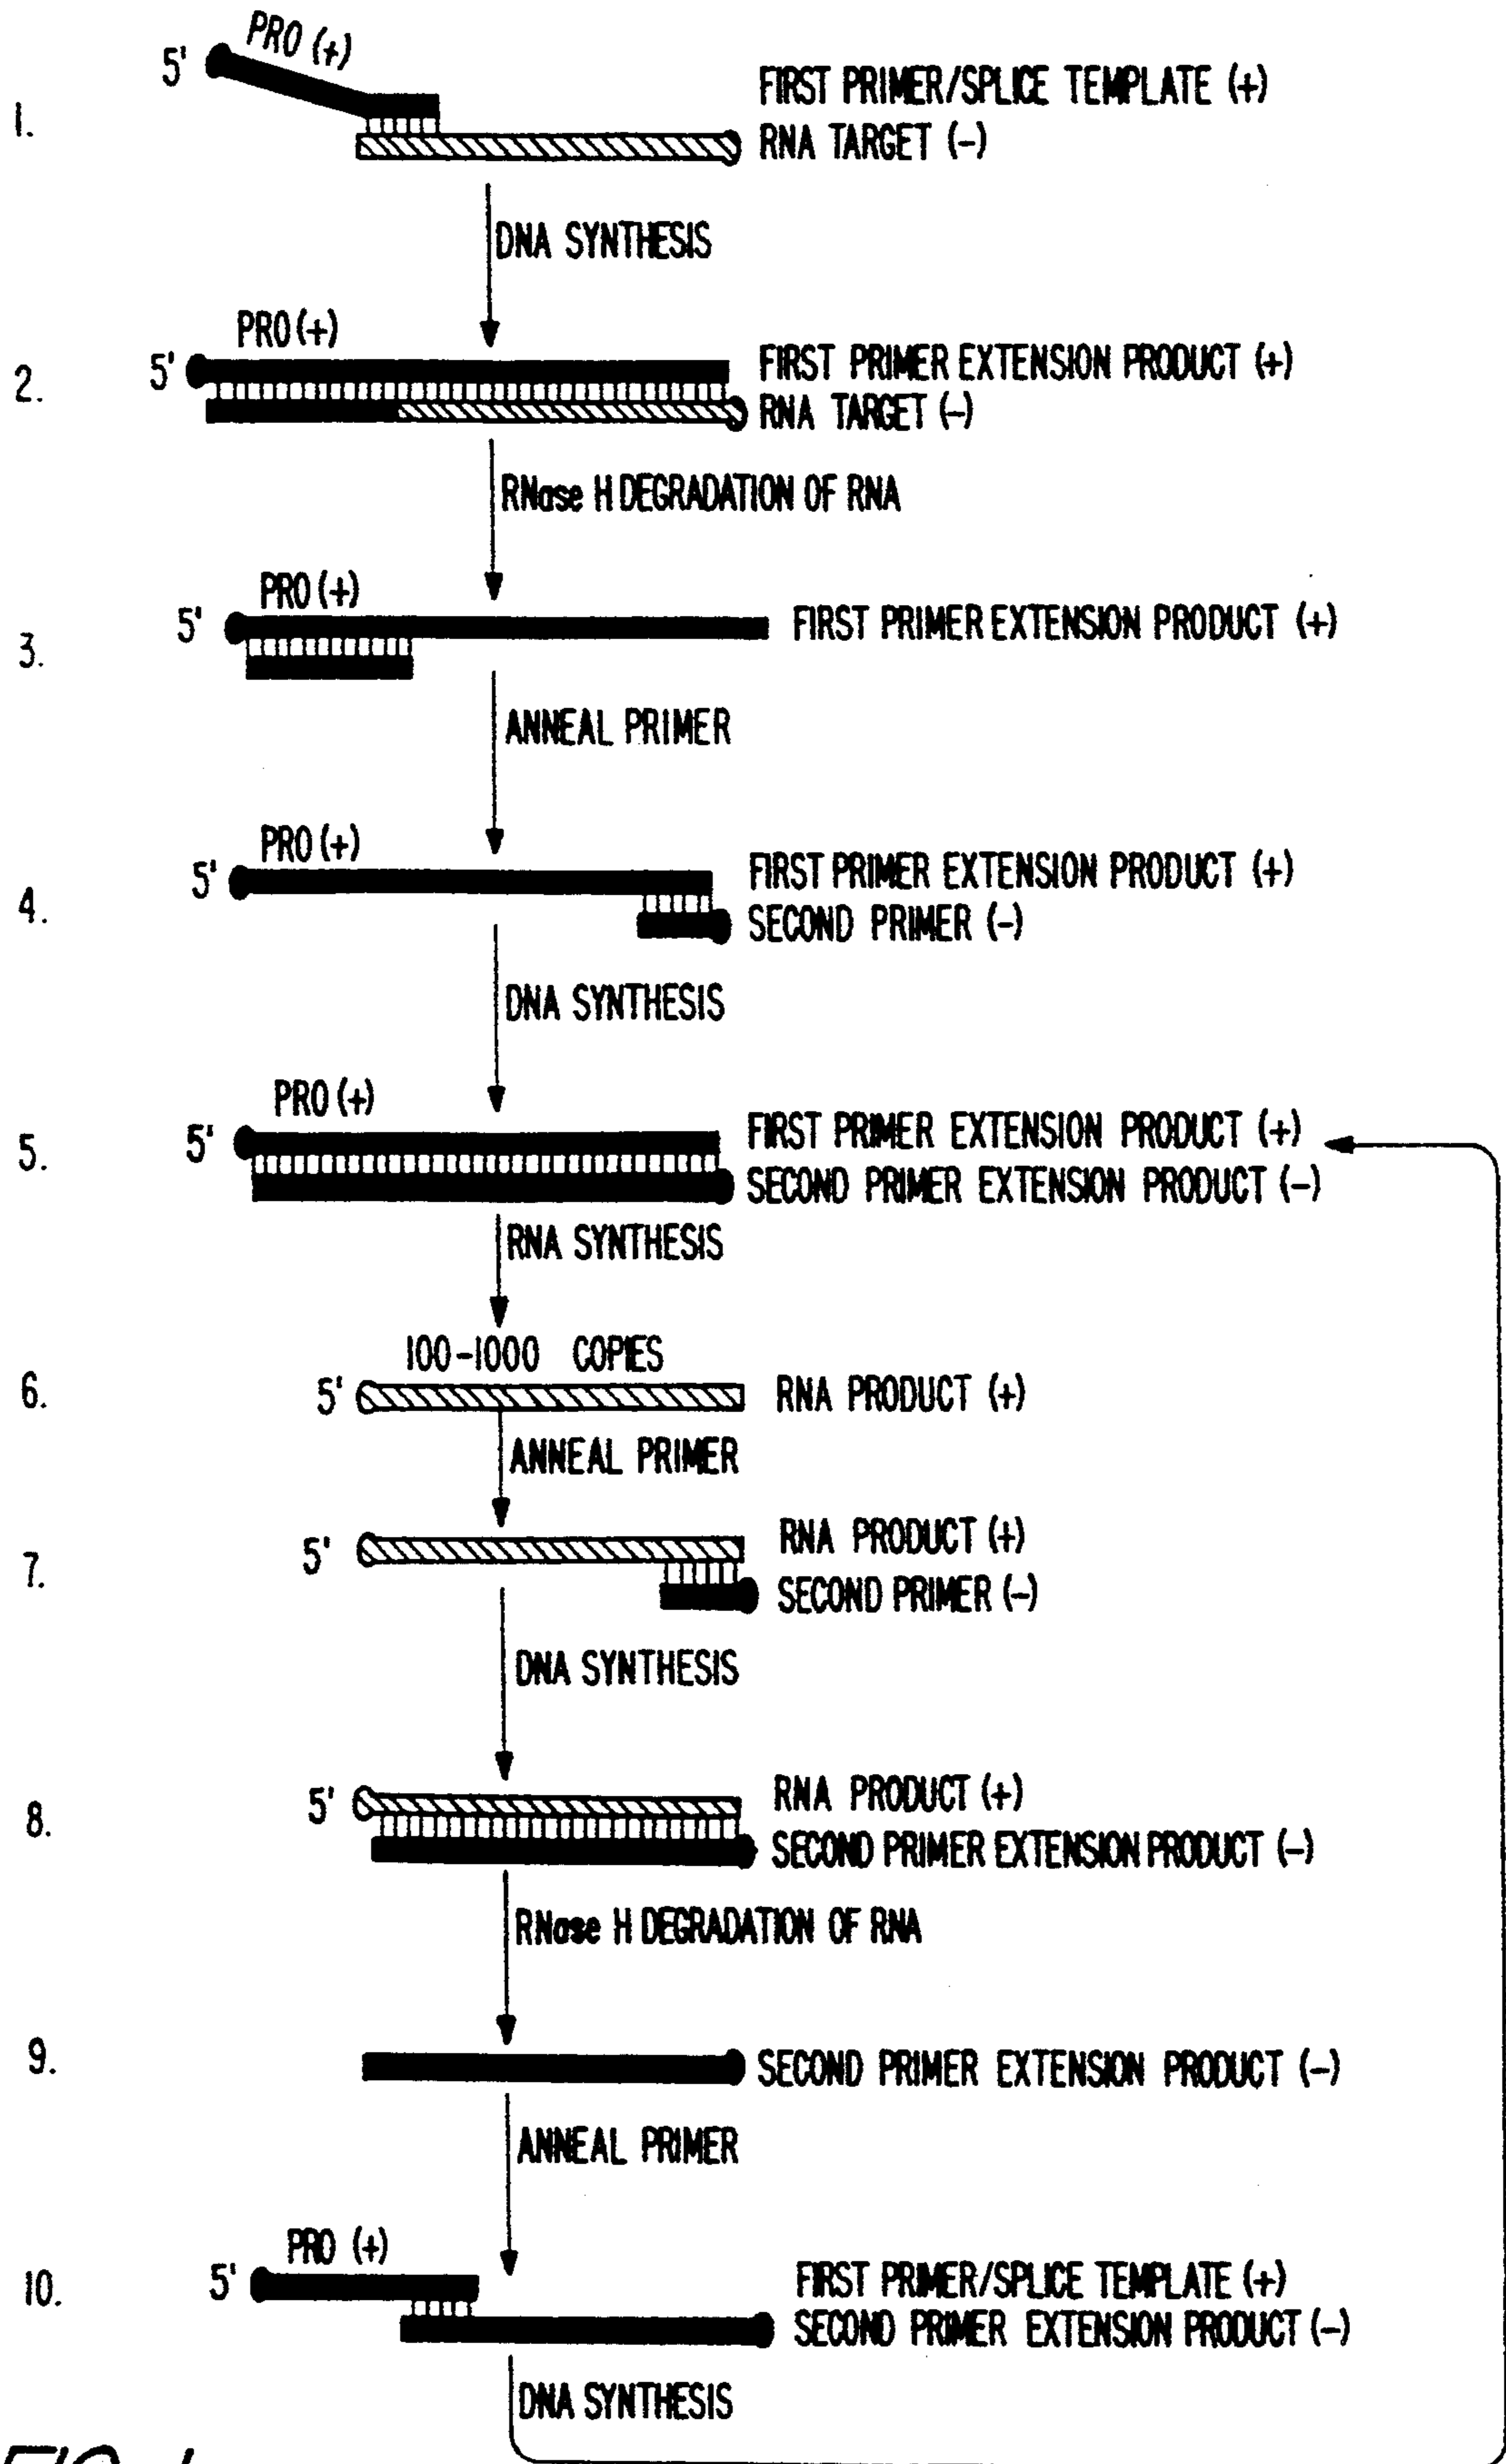 PRO (+)
5'
1.
FIRST PRIMER/SPLICE TEMPLATE (+)
RNA TARGET (-)
DNA SYNTHESIS
PRO (+)
5'
2.
FIRST PRIMER EXTENSION PRODUCT (+)
RNA TARGET (-)
RNase H DEGRADATION OF RNA
PRO (+)
5'
3.
FIRST PRIMER EXTENSION PRODUCT (+)
ANNEAL PRIMER
PRO (+)
5'
4.
FIRST PRIMER EXTENSION PRODUCT (+)
SECOND PRIMER (-)
DNA SYNTHESIS
PRO (+)
5'
5.
FIRST PRIMER EXTENSION PRODUCT (+)
SECOND PRIMER EXTENSION PRODUCT (-)
RNA SYNTHESIS
100-1000 COPIES
6.
5'
RNA PRODUCT (+)
ANNEAL PRIMER
7.
5'
RNA PRODUCT (+)
SECOND PRIMER (-)
DNA SYNTHESIS
8.
5'
RNA PRODUCT (+)
SECOND PRIMER EXTENSION PRODUCT (-)
RNase H DEGRADATION OF RNA
9.
SECOND PRIMER EXTENSION PRODUCT (-)
ANNEAL PRIMER
PRO (+)
10.
5'
FIRST PRIMER/SPLICE TEMPLATE (+)
SECOND PRIMER EXTENSION PRODUCT (-)
DNA SYNTHESIS